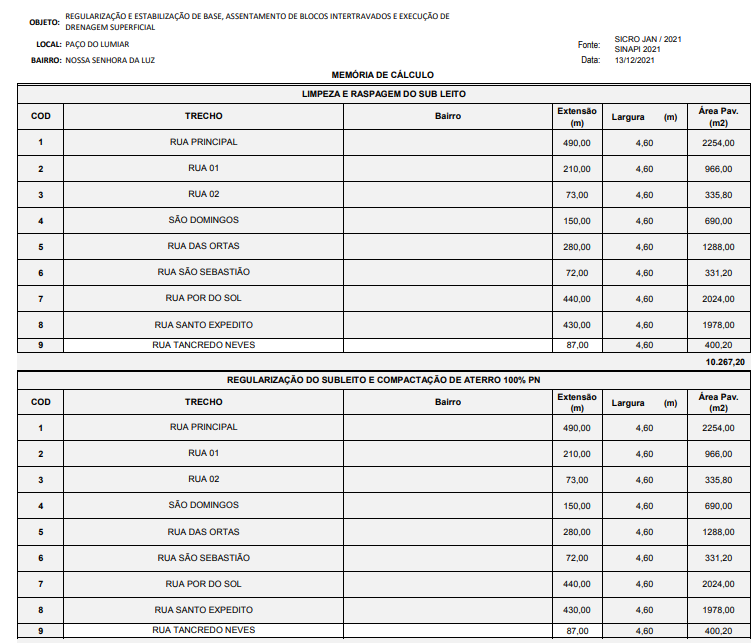 OBJETO: REGULARIZAÇÃO E ESTABILIZAÇÃO DE BASE, ASSENTAMENTO DE BLOCOS INTERTRAVADOS E EXECUÇÃO DE
DRENAGEM SUPERFICIAL
LOCAL: PAÇO DO LUMIAR
BAIRRO: NOSSA SENHORA DA LUZ
Fonte: SICRO JAN / 2021
SINAPI 2021
Data: 13/12/2021
MEMÓRIA DE CÁLCULO
LIMPEZA E RASPAGEM DO SUB LEITO
COD TRECHO Bairro Extensão (m) Largura (m) Área Pav. (m2)
1 RUA PRINCIPAL 490,00 4,60 2254,00
2 RUA 01 210,00 4,60 966,00
3 RUA 02 73,00 4,60 335,80
4 SÃO DOMINGOS 150,00 4,60 690,00
5 RUA DAS ORTAS 280,00 4,60 1288,00
6 RUA SÃO SEBASTIÃO 72,00 4,60 331,20
7 RUA POR DO SOL 440,00 4,60 2024,00
8 RUA SANTO EXPEDITO 430,00 4,60 1978,00
9 RUA TANCREDO NEVES 87,00 4,60 400,20
10.267,20
REGULARIZAÇÃO DO SUBLEITO E COMPACTAÇÃO DE ATERRO 100% PN
COD TRECHO Bairro Extensão (m) Largura (m) Área Pav. (m2)
1 RUA PRINCIPAL 490,00 4,60 2254,00
2 RUA 01 210,00 4,60 966,00
3 RUA 02 73,00 4,60 335,80
4 SÃO DOMINGOS 150,00 4,60 690,00
5 RUA DAS ORTAS 280,00 4,60 1288,00
6 RUA SÃO SEBASTIÃO 72,00 4,60 331,20
7 RUA POR DO SOL 440,00 4,60 2024,00
8 RUA SANTO EXPEDITO 430,00 4,60 1978,00
9 RUA TANCREDO NEVES 87,00 4,60 400,20